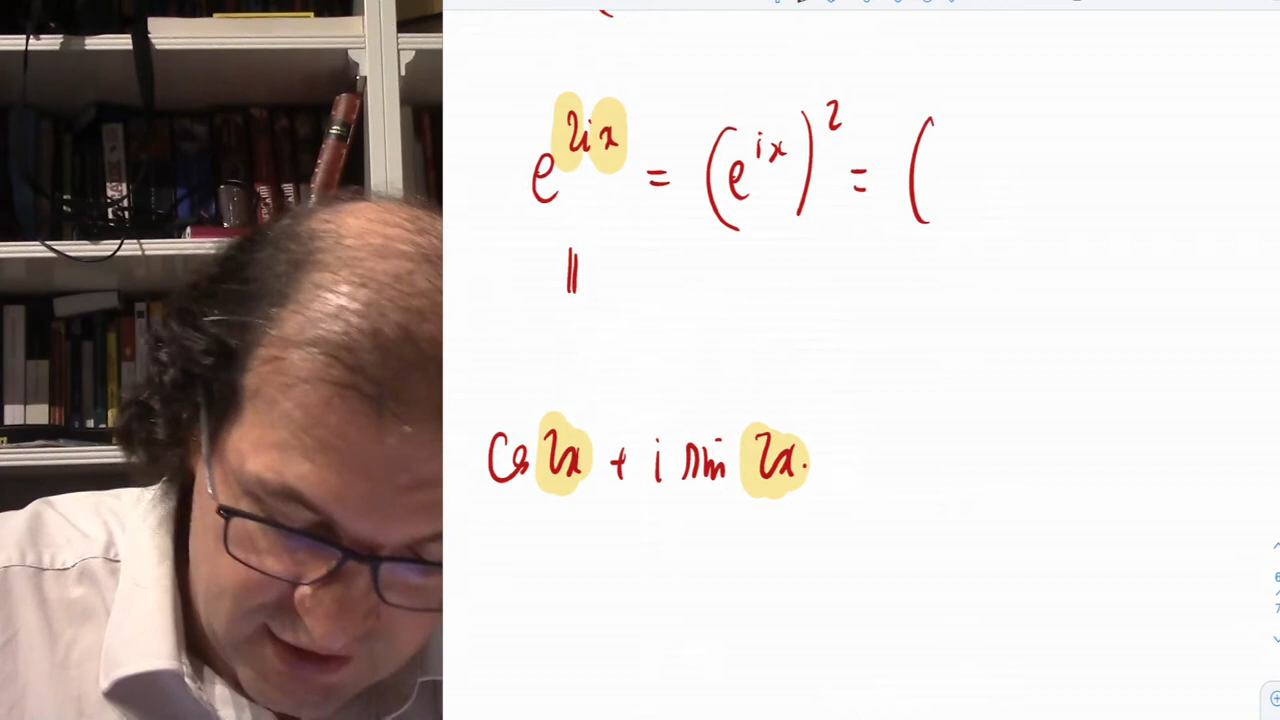 e^{2ix} = (e^{ix})^2 = (
||
Cos 2x + i sin 2x.